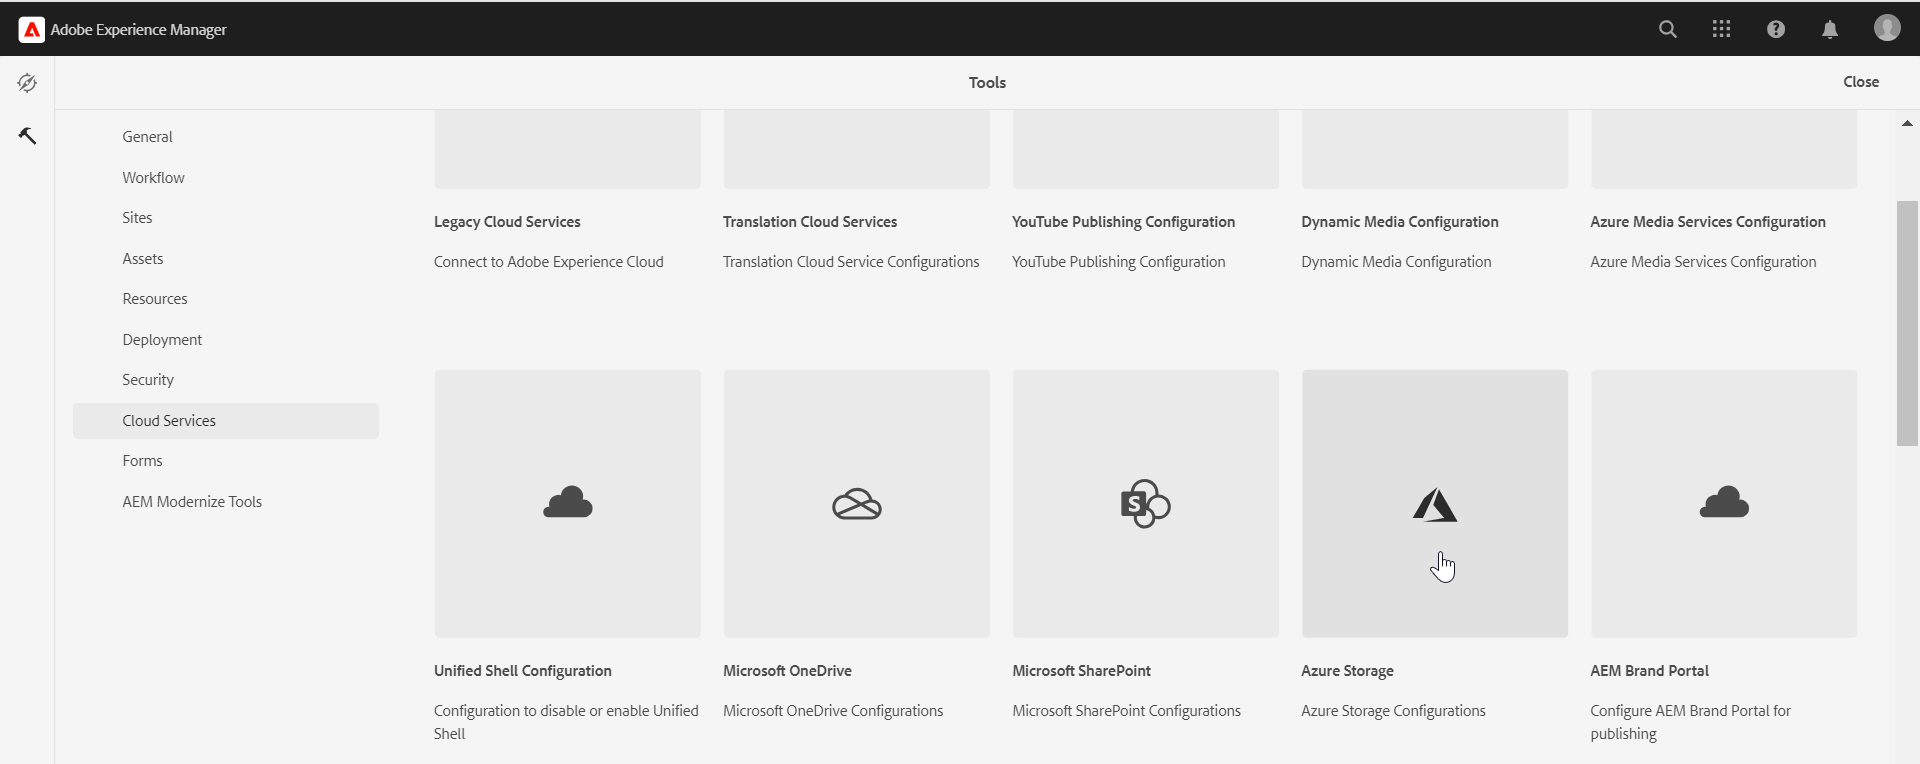 Adobe Experience Manager
Tools
Close
General
Workflow
Sites
Assets
Resources
Deployment
Security
Cloud Services
Forms
AEM Modernize Tools
Legacy Cloud Services
Connect to Adobe Experience Cloud
Translation Cloud Services
Translation Cloud Service Configurations
YouTube Publishing Configuration
YouTube Publishing Configuration
Dynamic Media Configuration
Dynamic Media Configuration
Azure Media Services Configuration
Azure Media Services Configuration
Unified Shell Configuration
Configuration to disable or enable Unified
Shell
Microsoft OneDrive
Microsoft OneDrive Configurations
S
Microsoft SharePoint
Microsoft SharePoint Configurations
Azure Storage
Azure Storage Configurations
AEM Brand Portal
Configure AEM Brand Portal for
publishing